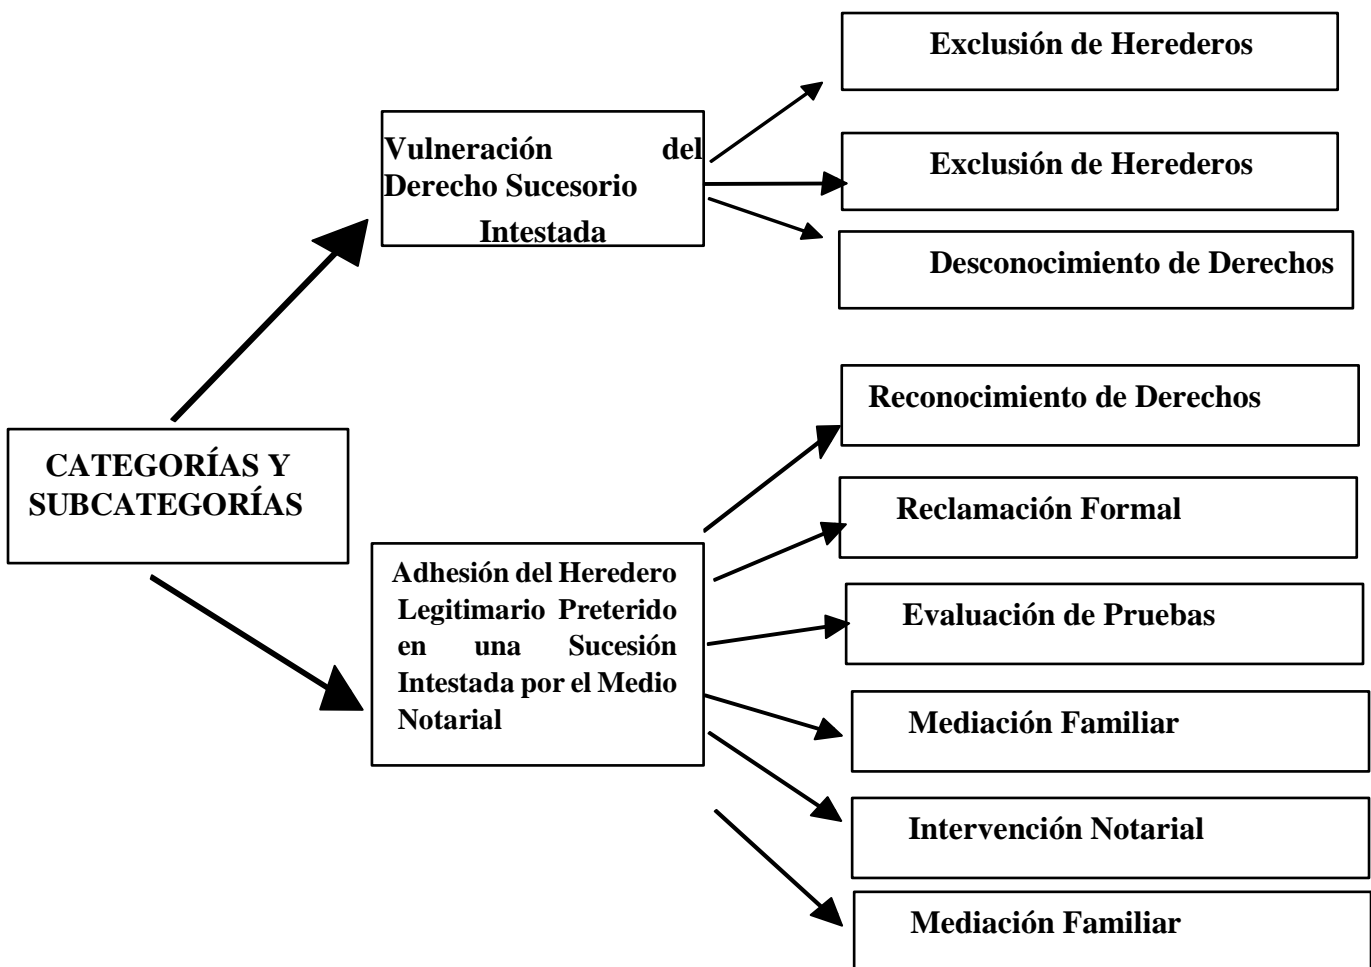 CATEGORÍAS Y
SUBCATEGORÍAS
Vulneración del
Derecho Sucesorio
Intestada
Exclusión de Herederos
Exclusión de Herederos
Desconocimiento de Derechos
Adhesión del Heredero
Legitimario Preterido
en una Sucesión
Intestada por el Medio
Notarial
Reconocimiento de Derechos
Reclamación Formal
Evaluación de Pruebas
Mediación Familiar
Intervención Notarial
Mediación Familiar